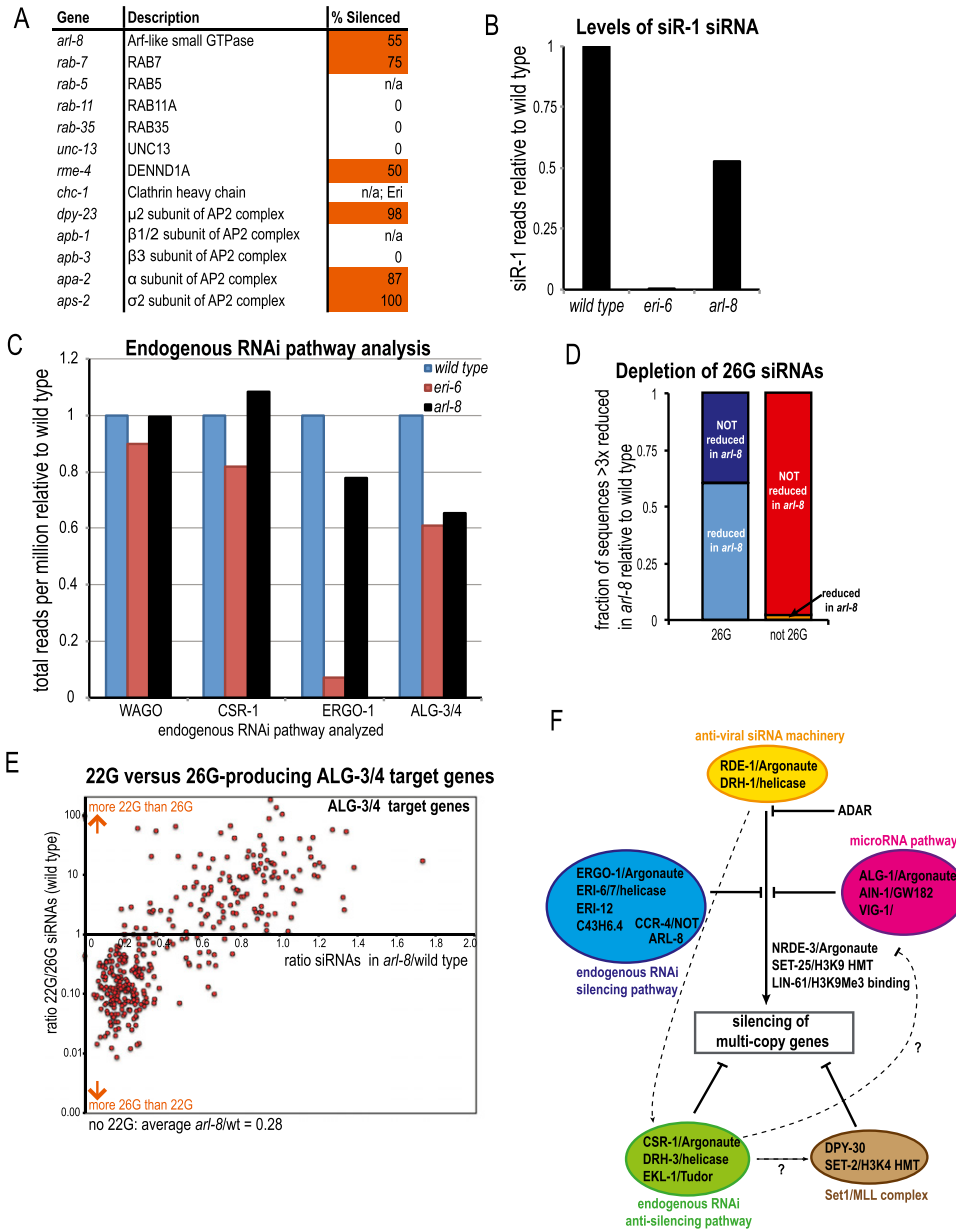 A
Gene Description % Silenced
arl-8 Arf-like small GTPase 55
rab-7 RAB7 75
rab-5 RAB5 n/a
rab-11 RAB11A 0
rab-35 RAB35 0
unc-13 UNC13 0
rme-4 DENND1A 50
chc-1 Clathrin heavy chain n/a; Eri
dpy-23 μ2 subunit of AP2 complex 98
apb-1 β1/2 subunit of AP2 complex n/a
apb-3 β3 subunit of AP2 complex 0
apa-2 α subunit of AP2 complex 87
aps-2 σ2 subunit of AP2 complex 100
B
Levels of siR-1 siRNA
siR-1 reads relative to wild type
1
0.75
0.5
0.25
0
wild type eri-6 arl-8
C
Endogenous RNAi pathway analysis
wild type
eri-6
arl-8
total reads per million relative to wild type
1.2
1
0.8
0.6
0.4
0.2
0
WAGO CSR-1 ERGO-1 ALG-3/4
endogenous RNAi pathway analyzed
D
Depletion of 26G siRNAs
fraction of sequences >3x reduced
in arl-8 relative to wild type
1
0.75
0.5
0.25
0
NOT
reduced
in arl-8
reduced
in arl-8
NOT
reduced
in arl-8
reduced
in arl-8
26G not 26G
E
22G versus 26G-producing ALG-3/4 target genes
more 22G than 26G
ALG-3/4 target genes
ratio 22G/26G siRNAs (wild type)
100
10
1
0.10
0.01
0.00
0 0.2 0.4 0.6 0.8 1.0 1.2 1.4 1.6 1.8 2.0
ratio siRNAs in arl-8/wild type
more 26G than 22G
no 22G: average arl-8/wt = 0.28
F
anti-viral siRNA machinery
RDE-1/Argonaute
DRH-1/helicase
ADAR
microRNA pathway
ALG-1/Argonaute
AIN-1/GW182
VIG-1/
ERGO-1/Argonaute
ERI-6/7/helicase
ERI-12
C43H6.4
CCR-4/NOT
ARL-8
endogenous RNAi
silencing pathway
NRDE-3/Argonaute
SET-25/H3K9 HMT
LIN-61/H3K9Me3 binding
silencing of
multi-copy genes
?
CSR-1/Argonaute
DRH-3/helicase
EKL-1/Tudor
?
DPY-30
SET-2/H3K4 HMT
Set1/MLL complex
endogenous RNAi
anti-silencing pathway